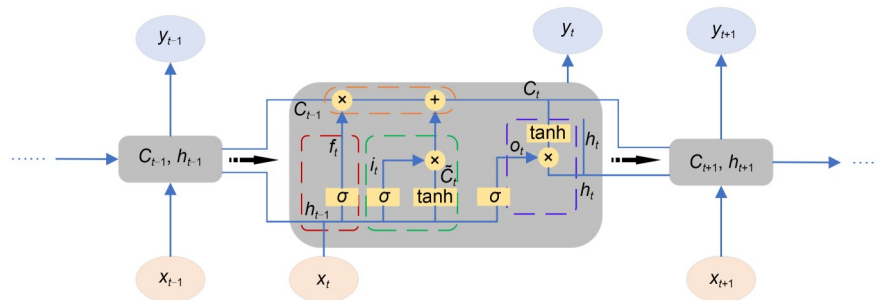 y_{t−1}
y_t
y_{t+1}
C_{t−1}
×
+
C_t
f_t
i_t
×
C̃_t
o_t
tanh
×
h_t
C_{t−1}, h_{t−1}
C_{t+1}, h_{t+1}
h_{t−1}
σ
σ
tanh
σ
h_t
x_{t−1}
x_t
x_{t+1}